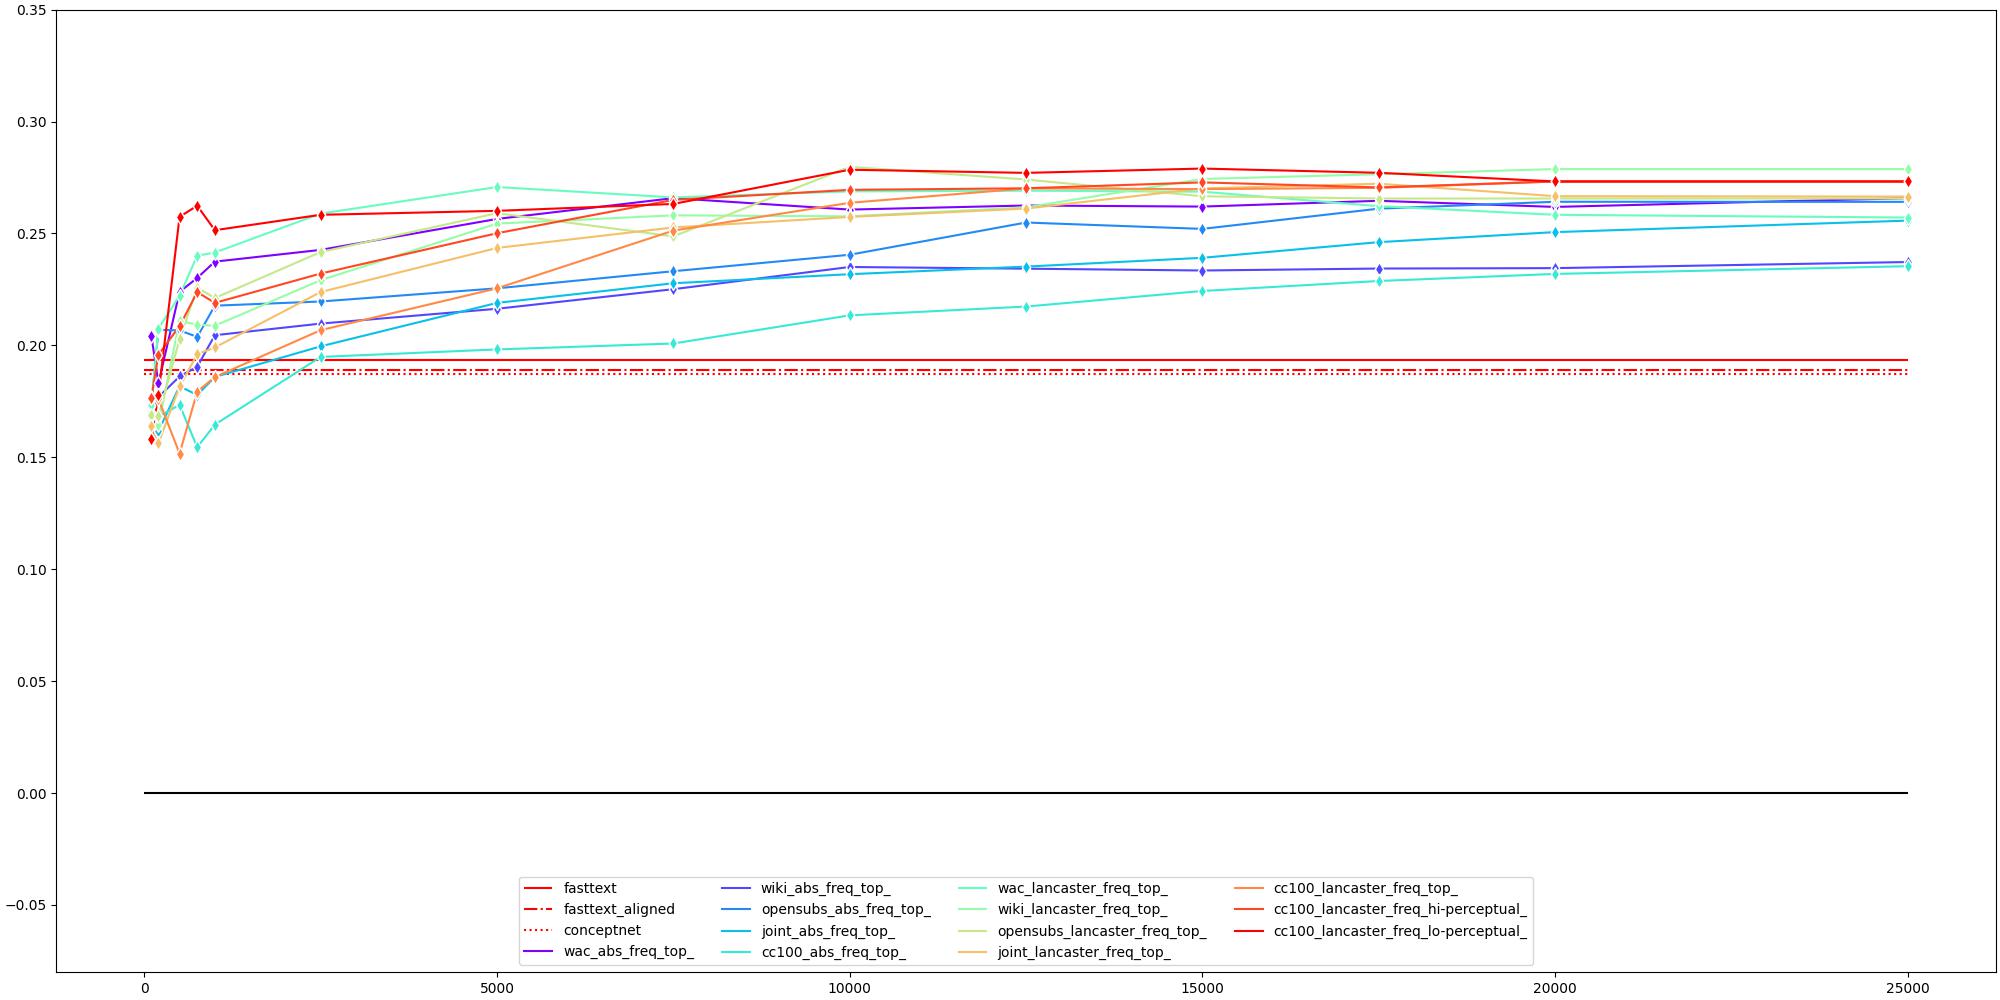 0.35
0.30
0.25
0.20
0.15
0.10
0.05
0.00
−0.05
0 5000 10000 15000 20000 25000
fasttext
fasttext_aligned
conceptnet
wac_abs_freq_top_
wiki_abs_freq_top_
opensubs_abs_freq_top_
joint_abs_freq_top_
cc100_abs_freq_top_
wac_lancaster_freq_top_
wiki_lancaster_freq_top_
opensubs_lancaster_freq_top_
joint_lancaster_freq_top_
cc100_lancaster_freq_top_
cc100_lancaster_freq_hi-perceptual_
cc100_lancaster_freq_lo-perceptual_